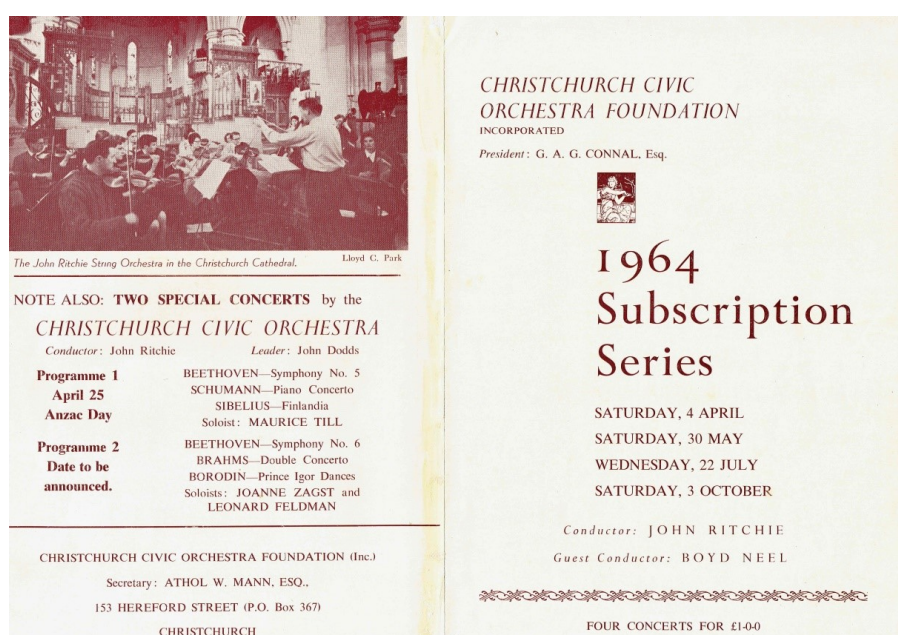 The John Ritchie String Orchestra in the Christchurch Cathedral.
Lloyd C. Park
NOTE ALSO: TWO SPECIAL CONCERTS by the
CHRISTCHURCH CIVIC ORCHESTRA
Conductor: John Ritchie Leader: John Dodds
Programme 1
April 25
Anzac Day
BEETHOVEN—Symphony No. 5
SCHUMANN—Piano Concerto
SIBELIUS—Finlandia
Soloist: MAURICE TILL
Programme 2
Date to be
announced.
BEETHOVEN—Symphony No. 6
BRAHMS—Double Concerto
BORODIN—Prince Igor Dances
Soloists: JOANNE ZAGST and
LEONARD FELDMAN
CHRISTCHURCH CIVIC ORCHESTRA FOUNDATION (Inc.)
Secretary: ATHOL W. MANN, ESQ.,
153 HEREFORD STREET (P.O. Box 367)
CHRISTCHURCH
CHRISTCHURCH CIVIC
ORCHESTRA FOUNDATION
INCORPORATED
President: G. A. G. CONNAL, Esq.
1964
Subscription
Series
SATURDAY, 4 APRIL
SATURDAY, 30 MAY
WEDNESDAY, 22 JULY
SATURDAY, 3 OCTOBER
Conductor: JOHN RITCHIE
Guest Conductor: BOYD NEEL
FOUR CONCERTS FOR £1-0-0